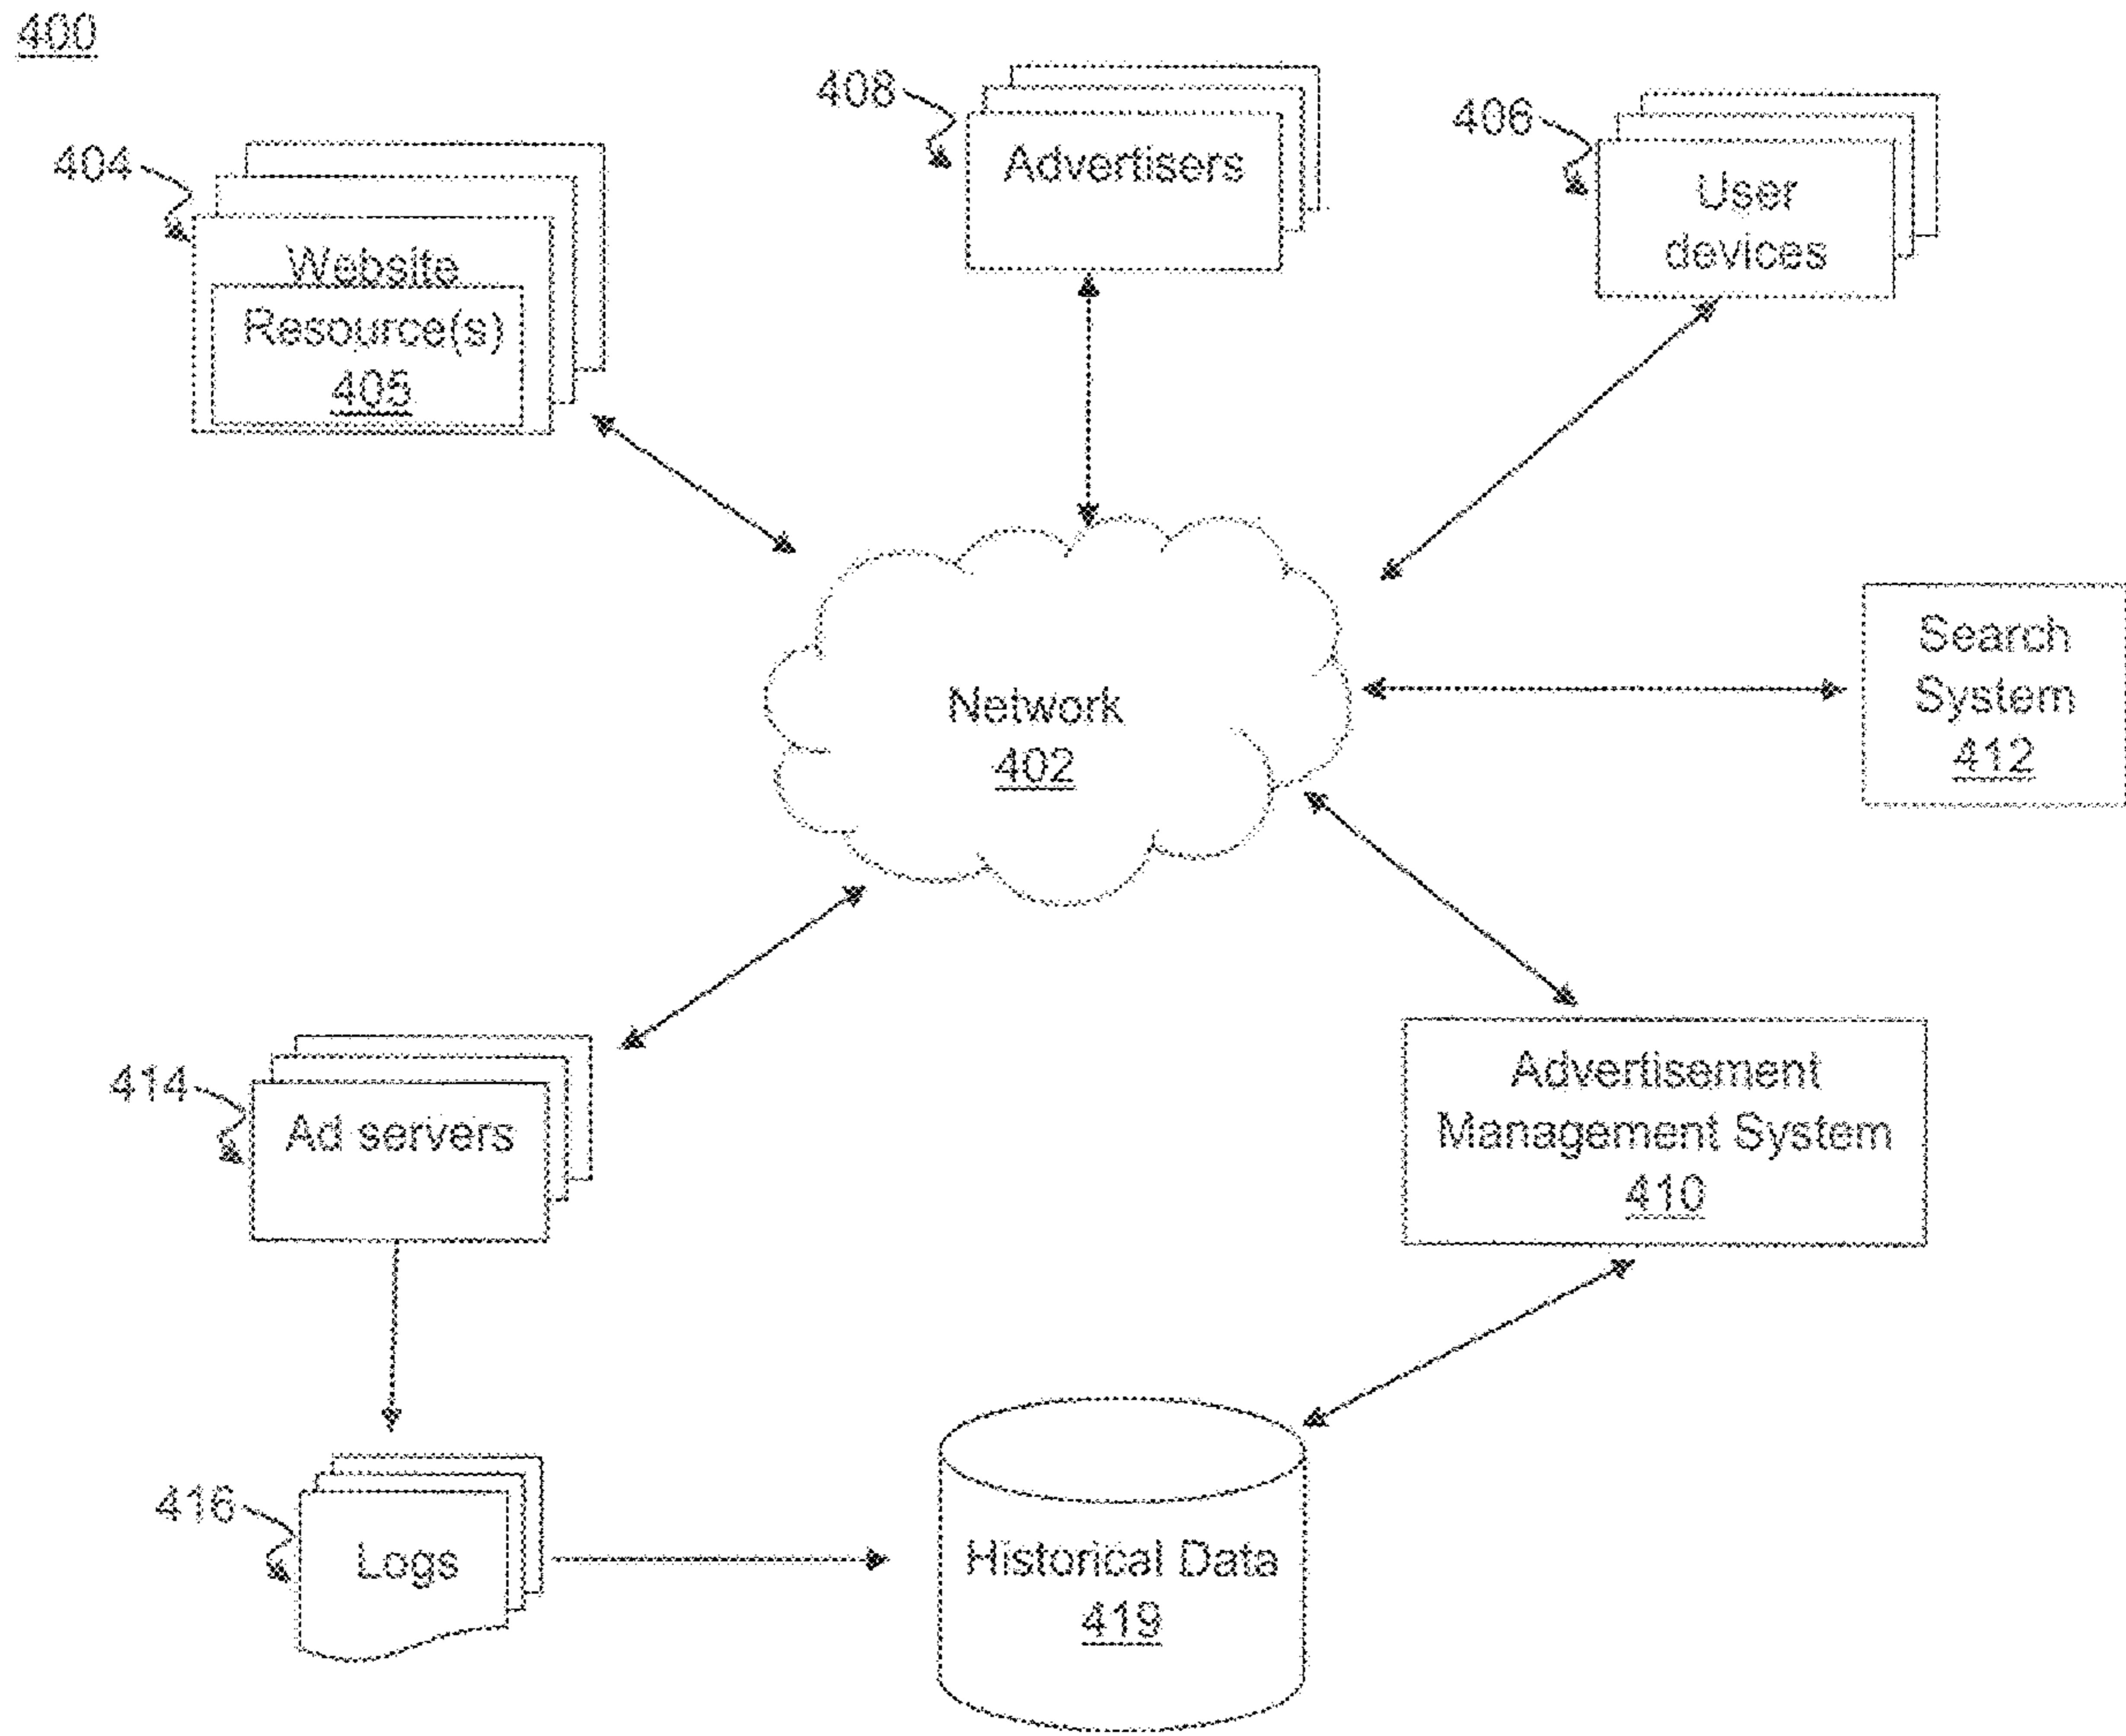 400
408
Advertisers
406
User
devices
404
Website
Resource(s)
405
Search
System
412
Network
402
414
Ad servers
Advertisement
Management System
410
416
Logs
Historical Data
419